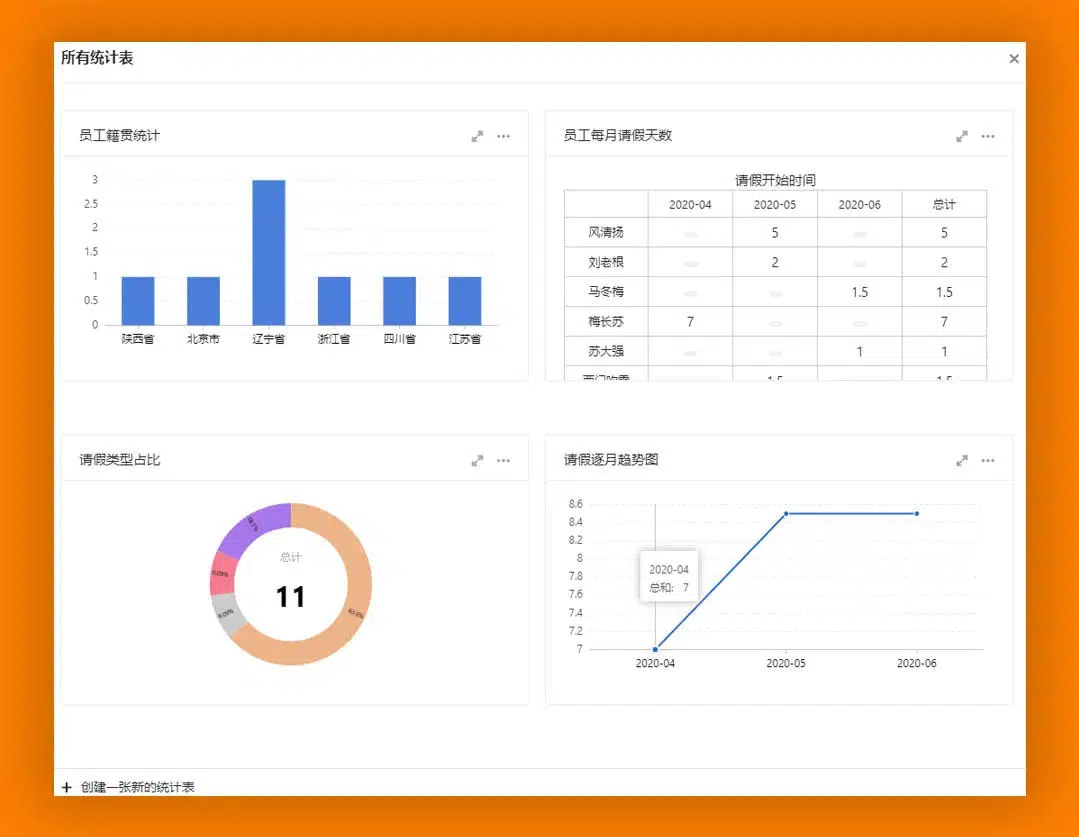 所有统计表
员工籍贯统计
3
2.5
2
1.5
1
0.5
0
陕西省 北京市 辽宁省 浙江省 四川省 江苏省
员工每月请假天数
请假开始时间
2020-04 2020-05 2020-06 总计
风清扬 5 5
刘老根 2 2
马冬梅 1.5 1.5
梅长苏 7 7
苏大强 1 1
1.5 1.5
请假类型占比
总计
11
9.09%
9.09%
63.6%
请假逐月趋势图
8.6
8.4
8.2
8
7.8
7.6
7.4
7.2
7
2020-04
总和: 7
2020-04 2020-05 2020-06
+ 创建一张新的统计表